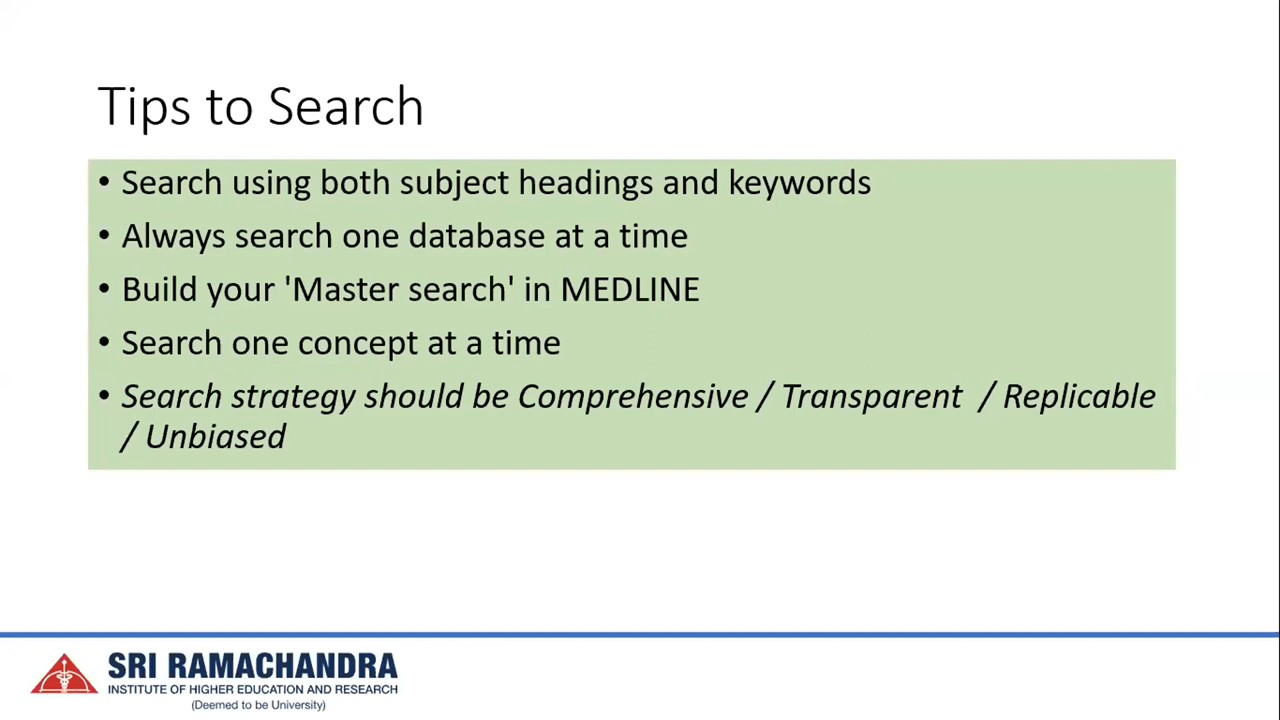 Tips to Search
• Search using both subject headings and keywords
• Always search one database at a time
• Build your 'Master search' in MEDLINE
• Search one concept at a time
• Search strategy should be Comprehensive / Transparent / Replicable
/ Unbiased
SRI RAMACHANDRA
INSTITUTE OF HIGHER EDUCATION AND RESEARCH
(Deemed to be University)